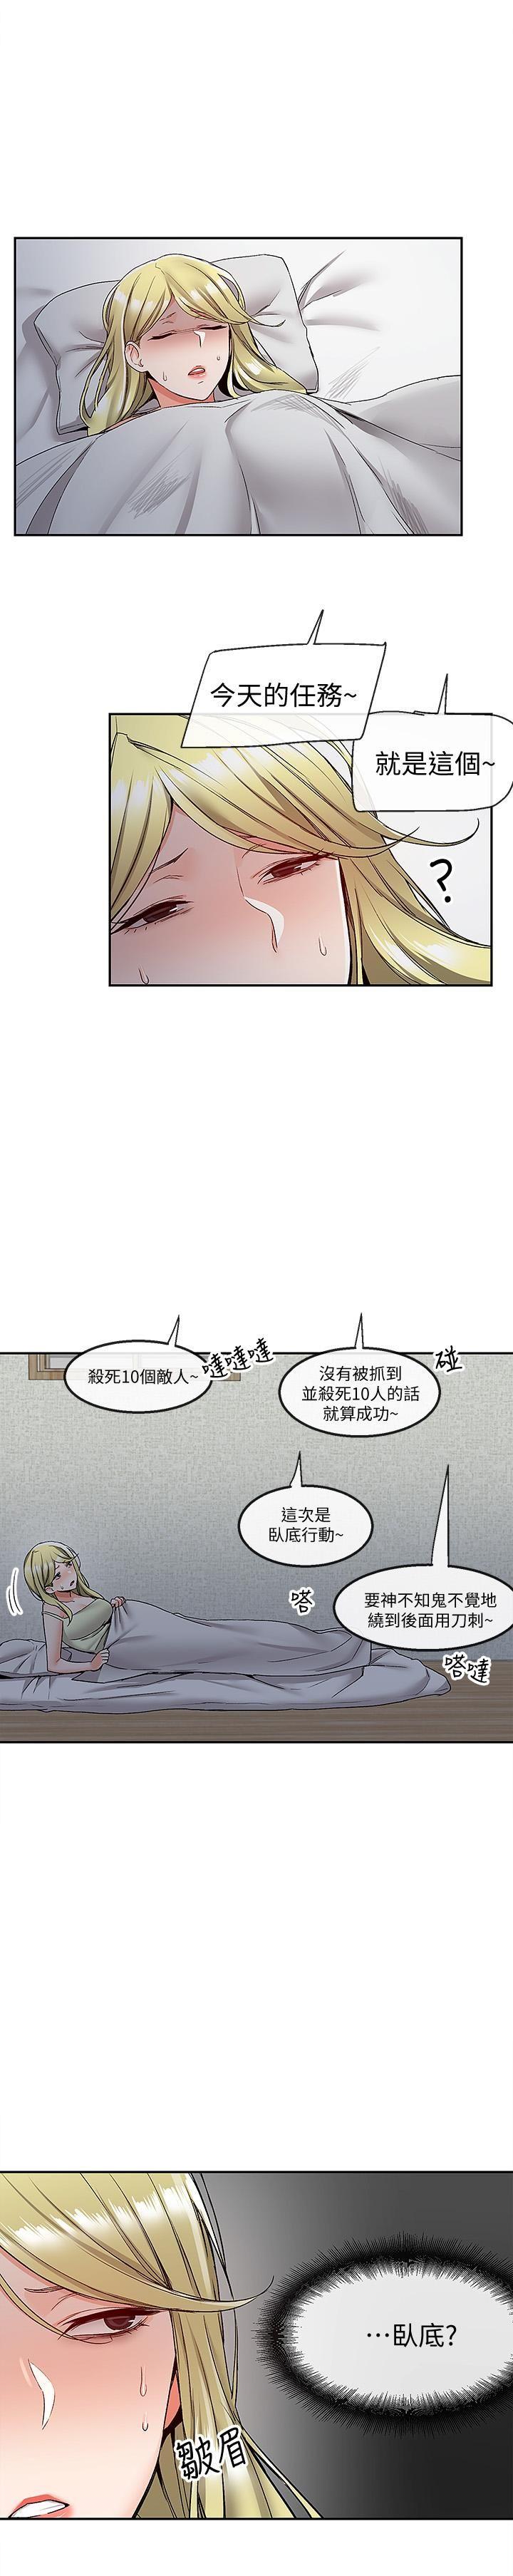 今天的任務~
就是這個~
?
殺死10個敵人~
噠噠噠
沒有被抓到
並殺死10人的話
就算成功~
碰
這次是
臥底行動~
嗒
要神不知鬼不覺地
繞到後面用刀刺~
嗒噠
…臥底?
皺眉